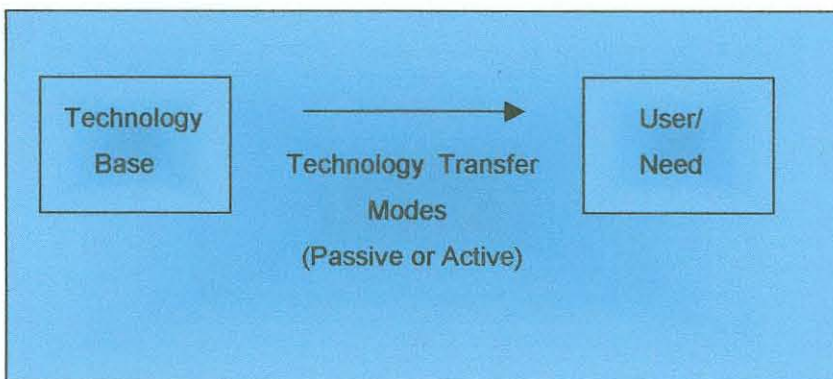 Technology
Base
Technology Transfer
Modes
(Passive or Active)
User/
Need